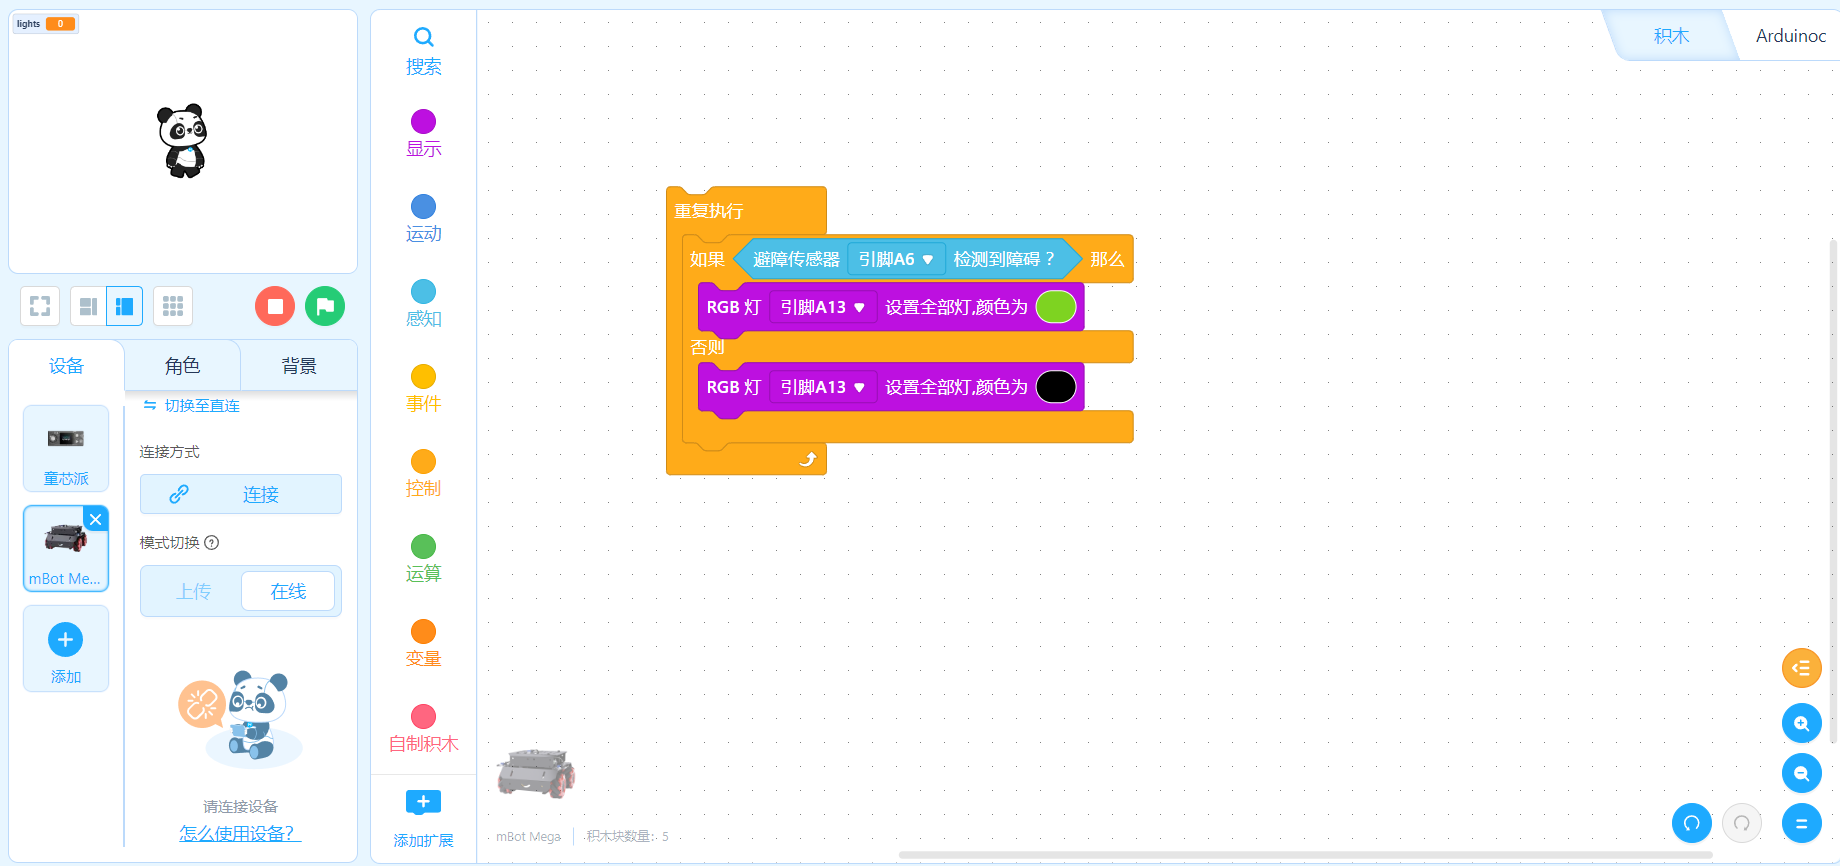 lights 0
设备
角色
背景
切换至直连
连接方式
连接
模式切换
上传
在线
童芯派
mBot Me...
添加
请连接设备
怎么使用设备?
搜索
显示
运动
感知
事件
控制
运算
变量
自制积木
添加扩展
重复执行
如果 避障传感器 引脚A6 检测到障碍? 那么
RGB 灯 引脚A13 设置全部灯,颜色为
否则
RGB 灯 引脚A13 设置全部灯,颜色为
积木
Arduinoc
mBot Mega
积木块数量: 5